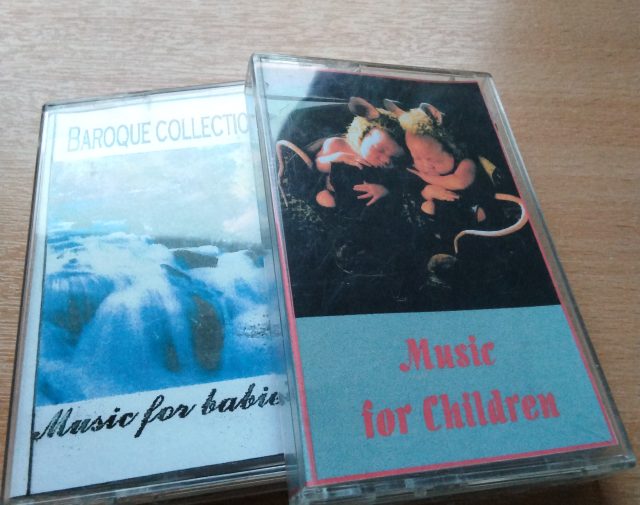 BAROQUE COLLECTIO
Music for babie
Music
for Children